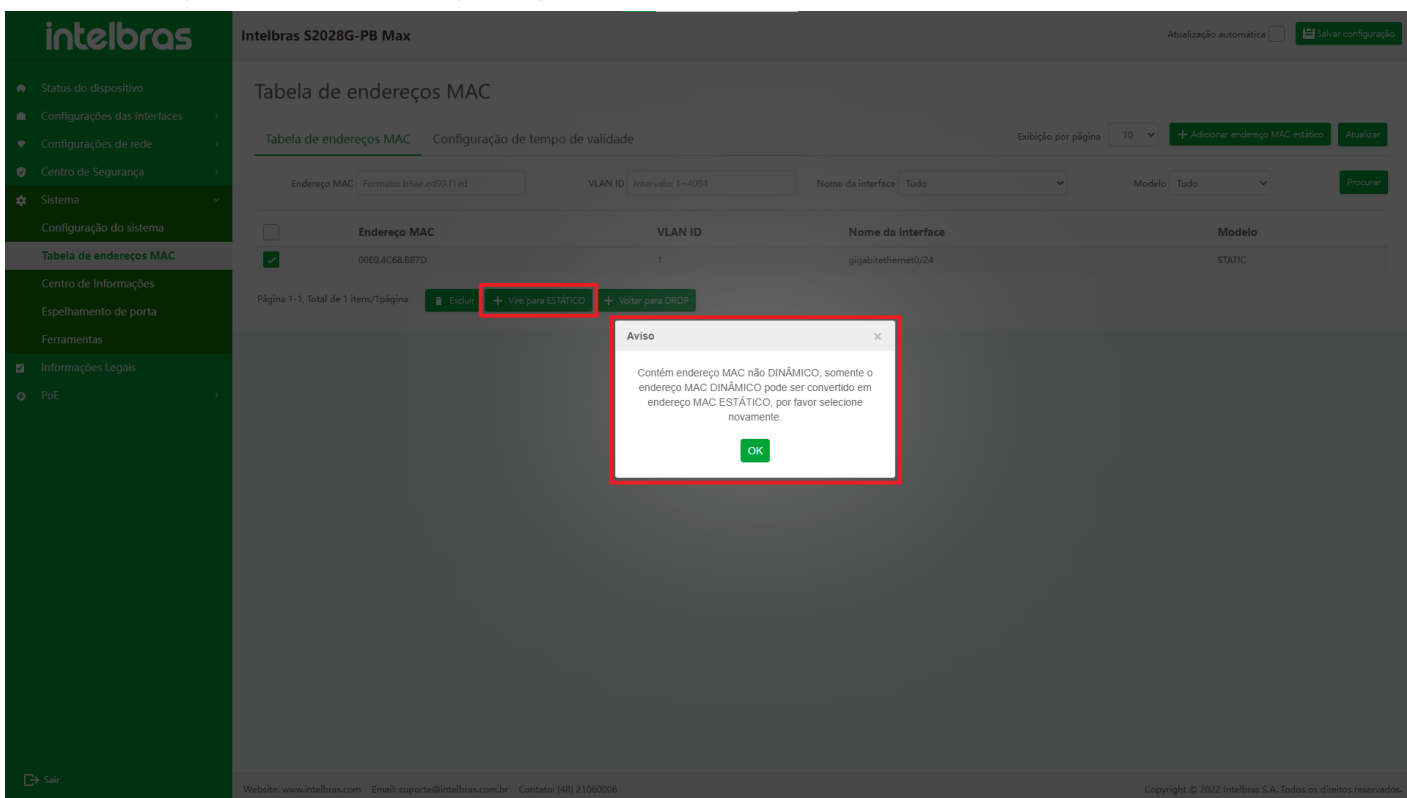 intelbras
Intelbras S2028G-PB Max
Atualização automática
Salvar configuração
Status do dispositivo
Configurações das interfaces
Configurações de rede
Centro de Segurança
Sistema
Configuração do sistema
Tabela de endereços MAC
Centro de Informações
Espelhamento de porta
Ferramentas
Informações Legais
PoE
Sair
Tabela de endereços MAC
Tabela de endereços MAC Configuração de tempo de validade
Exibição por página 10 Adicionar endereço MAC estático Atualizar
Endereço MAC Formato: b8ae.ed99.f1ed VLAN ID Intervalo: 1~4094 Nome da interface Tudo Modelo Tudo Procurar
Endereço MAC VLAN ID Nome da interface Modelo
00E0.4C68.B87D 1 gigabitethernet0/24 STATIC
Página 1-1, Total de 1 itens/1página Excluir + Vire para ESTÁTICO + Voltar para DROP
Aviso
Contém endereço MAC não DINÂMICO, somente o
endereço MAC DINÂMICO pode ser convertido em
endereço MAC ESTÁTICO, por favor selecione
novamente.
OK
Website: www.intelbras.com Email: suporte@intelbras.com.br Contato: (48) 21060006
Copyright © 2022 Intelbras S.A. Todos os direitos reservados.